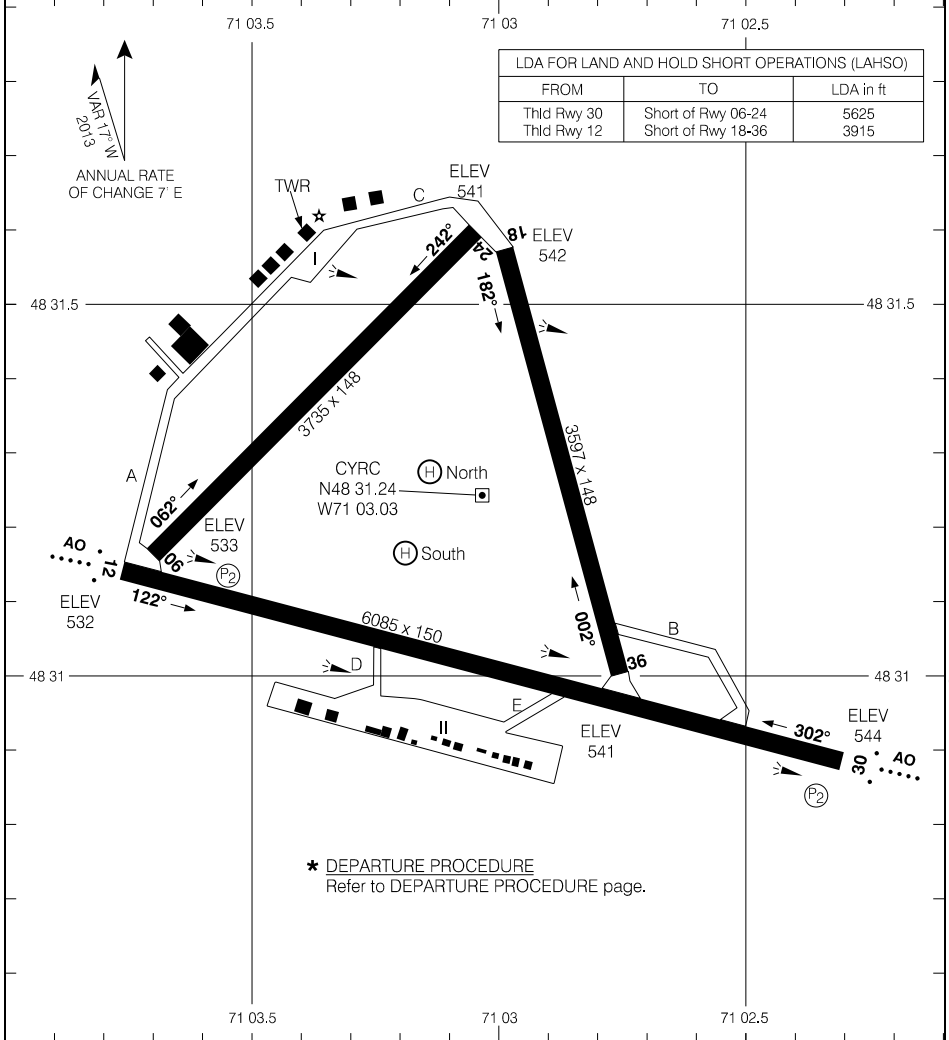 71 03.5
71 03
71 02.5
LDA FOR LAND AND HOLD SHORT OPERATIONS (LAHSO)
FROM TO LDA in ft
Thld Rwy 30 Short of Rwy 06-24 5625
Thld Rwy 12 Short of Rwy 18-36 3915
VAR 17° W
2013
ANNUAL RATE
OF CHANGE 7' E
TWR
C
ELEV
541
I
242°
24
18
ELEV
542
182°
48 31.5
48 31.5
3735 x 148
3597 x 148
CYRC
N48 31.24
W71 03.03
H North
H South
A
062°
06
ELEV
533
P2
AO
12
ELEV
532
122°
6085 x 150
002°
36
B
48 31
48 31
D
E
II
ELEV
541
302°
ELEV
544
30
AO
P2
* DEPARTURE PROCEDURE
Refer to DEPARTURE PROCEDURE page.
71 03.5
71 03
71 02.5